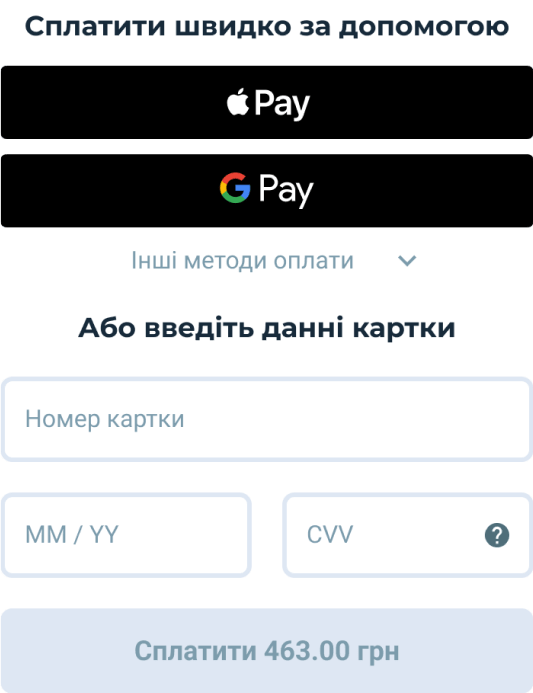 Сплатити швидко за допомогою
Pay
G Pay
Інші методи оплати
Або введіть данні картки
Номер картки
MM / YY
CVV
?
Сплатити 463.00 грн